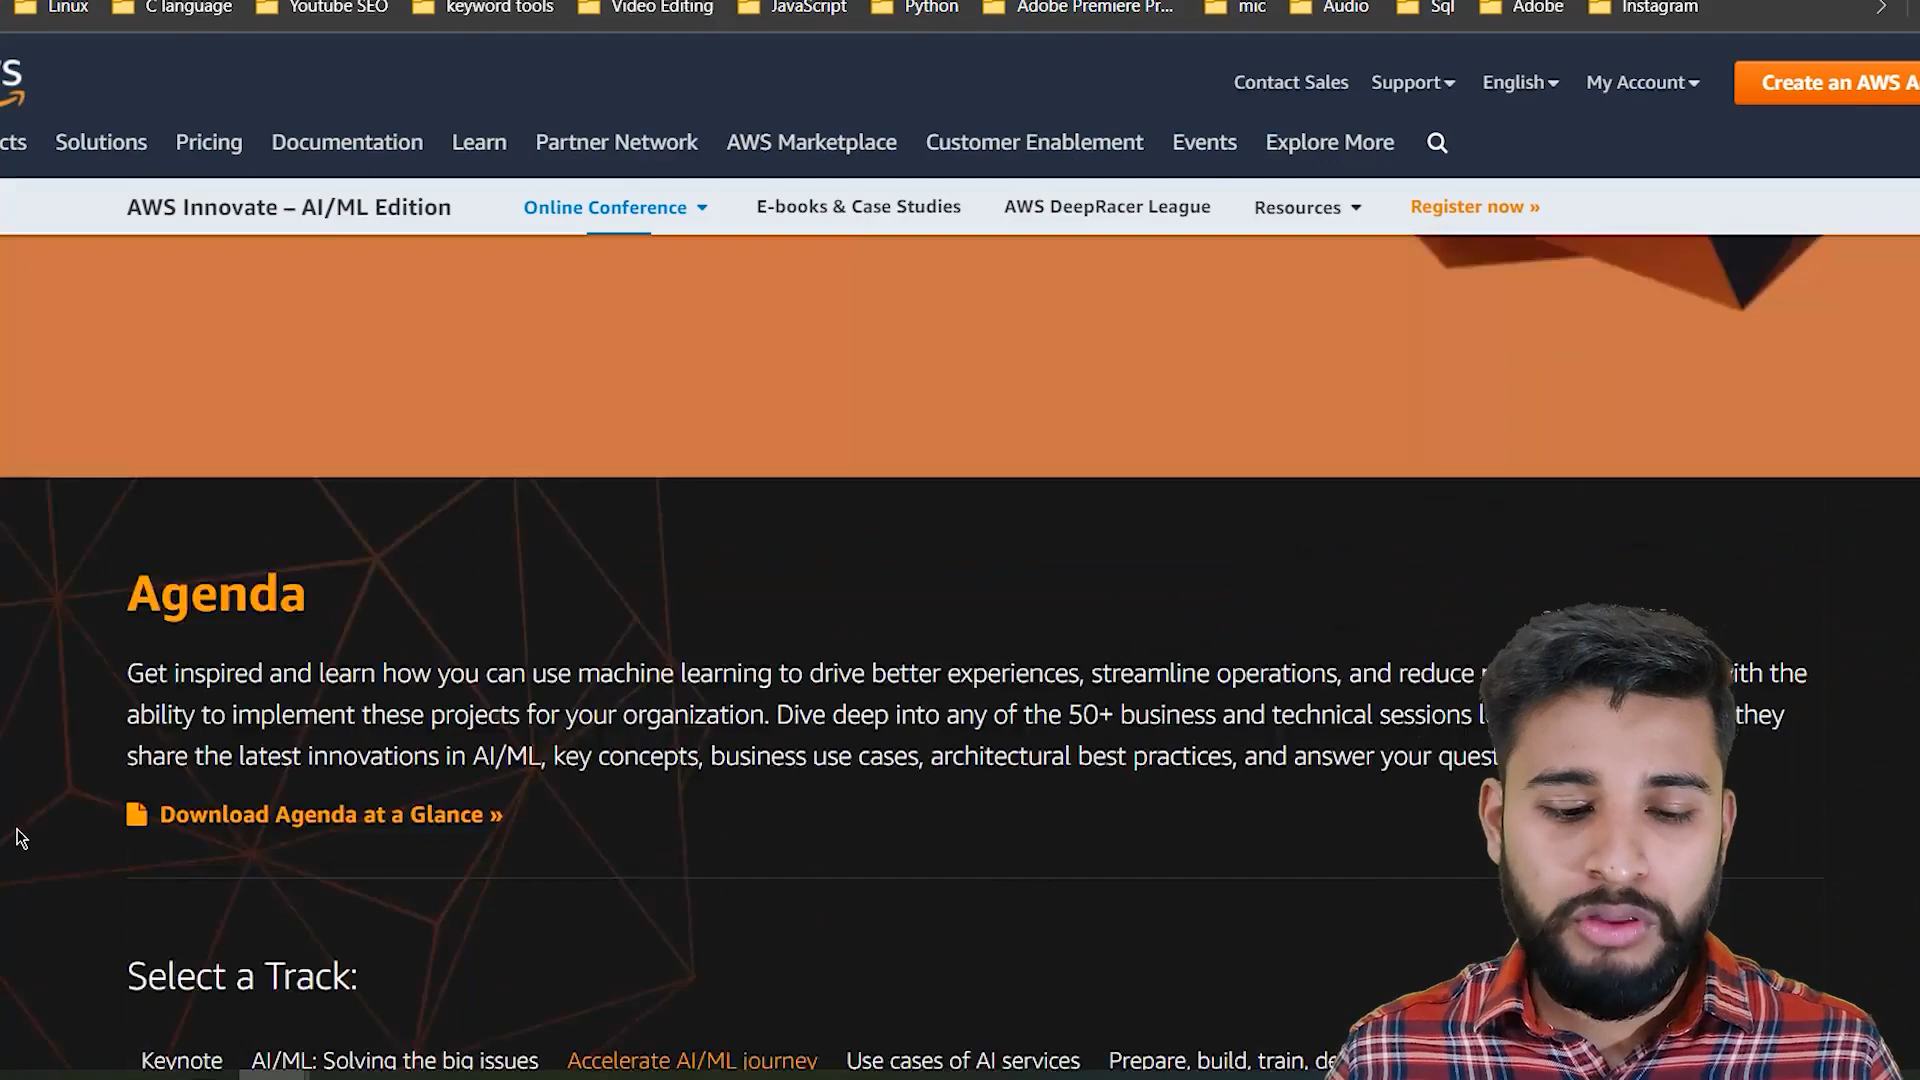 Linux C language Youtube SEO keyword tools Video Editing JavaScript Python Adobe Premiere Pr... mic Audio Sql Adobe Instagram
Contact Sales Support English My Account Create an AWS A
cts Solutions Pricing Documentation Learn Partner Network AWS Marketplace Customer Enablement Events Explore More
AWS Innovate – AI/ML Edition Online Conference E-books & Case Studies AWS DeepRacer League Resources Register now »
Agenda
Get inspired and learn how you can use machine learning to drive better experiences, streamline operations, and reduce with the
ability to implement these projects for your organization. Dive deep into any of the 50+ business and technical sessions they
share the latest innovations in AI/ML, key concepts, business use cases, architectural best practices, and answer your
Download Agenda at a Glance »
Select a Track:
Keynote AI/ML: Solving the big issues Accelerate AI/ML journey Use cases of AI services Prepare, build, train,